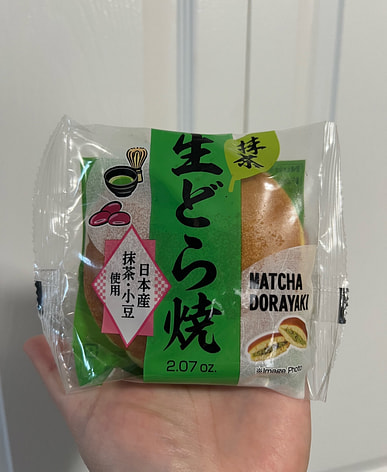 抹茶
生どら焼
日本産
抹茶・小豆
使用
MATCHA
DORAYAKI
2.07 oz.
※Image Photo